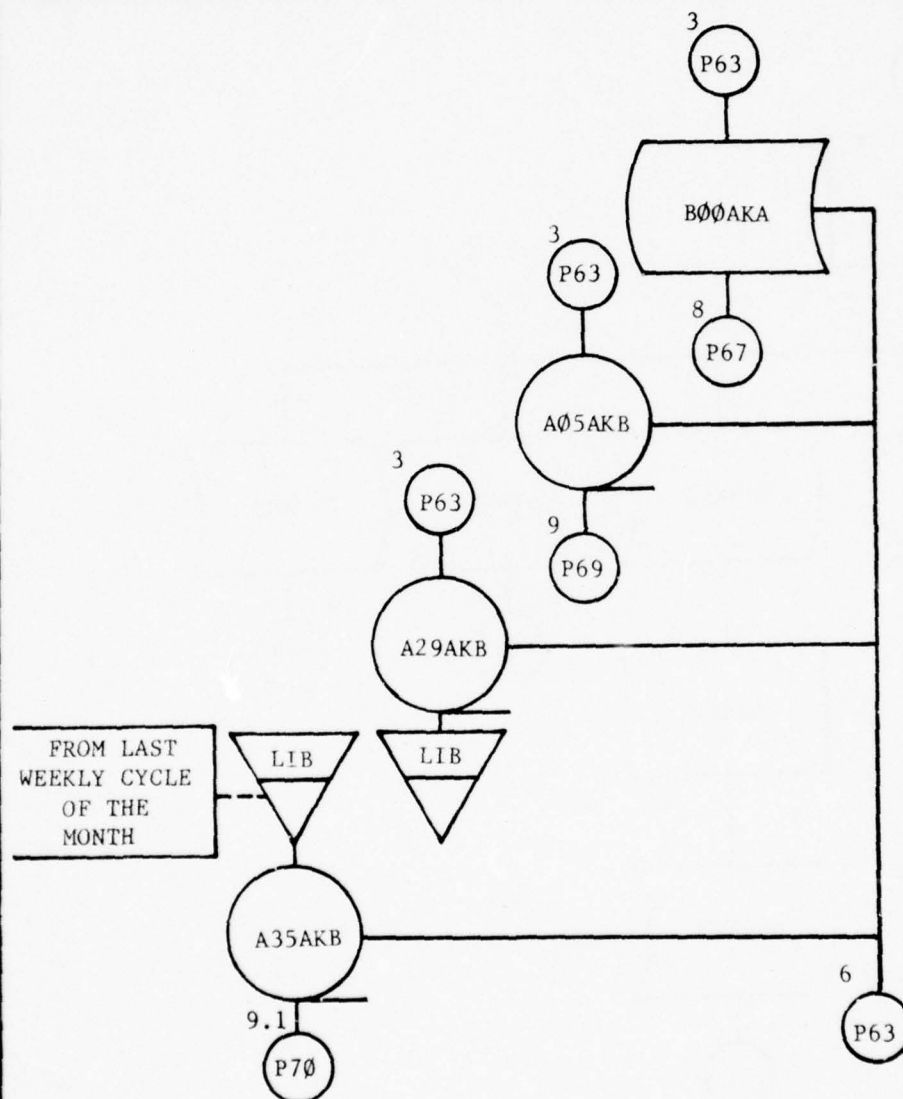 3
P63
BØØAKA
3
P63
8
P67
AØ5AKB
3
P63
9
P69
A29AKB
FROM LAST
WEEKLY CYCLE
OF THE
MONTH
LIB
LIB
A35AKB
6
P63
9.1
P7Ø